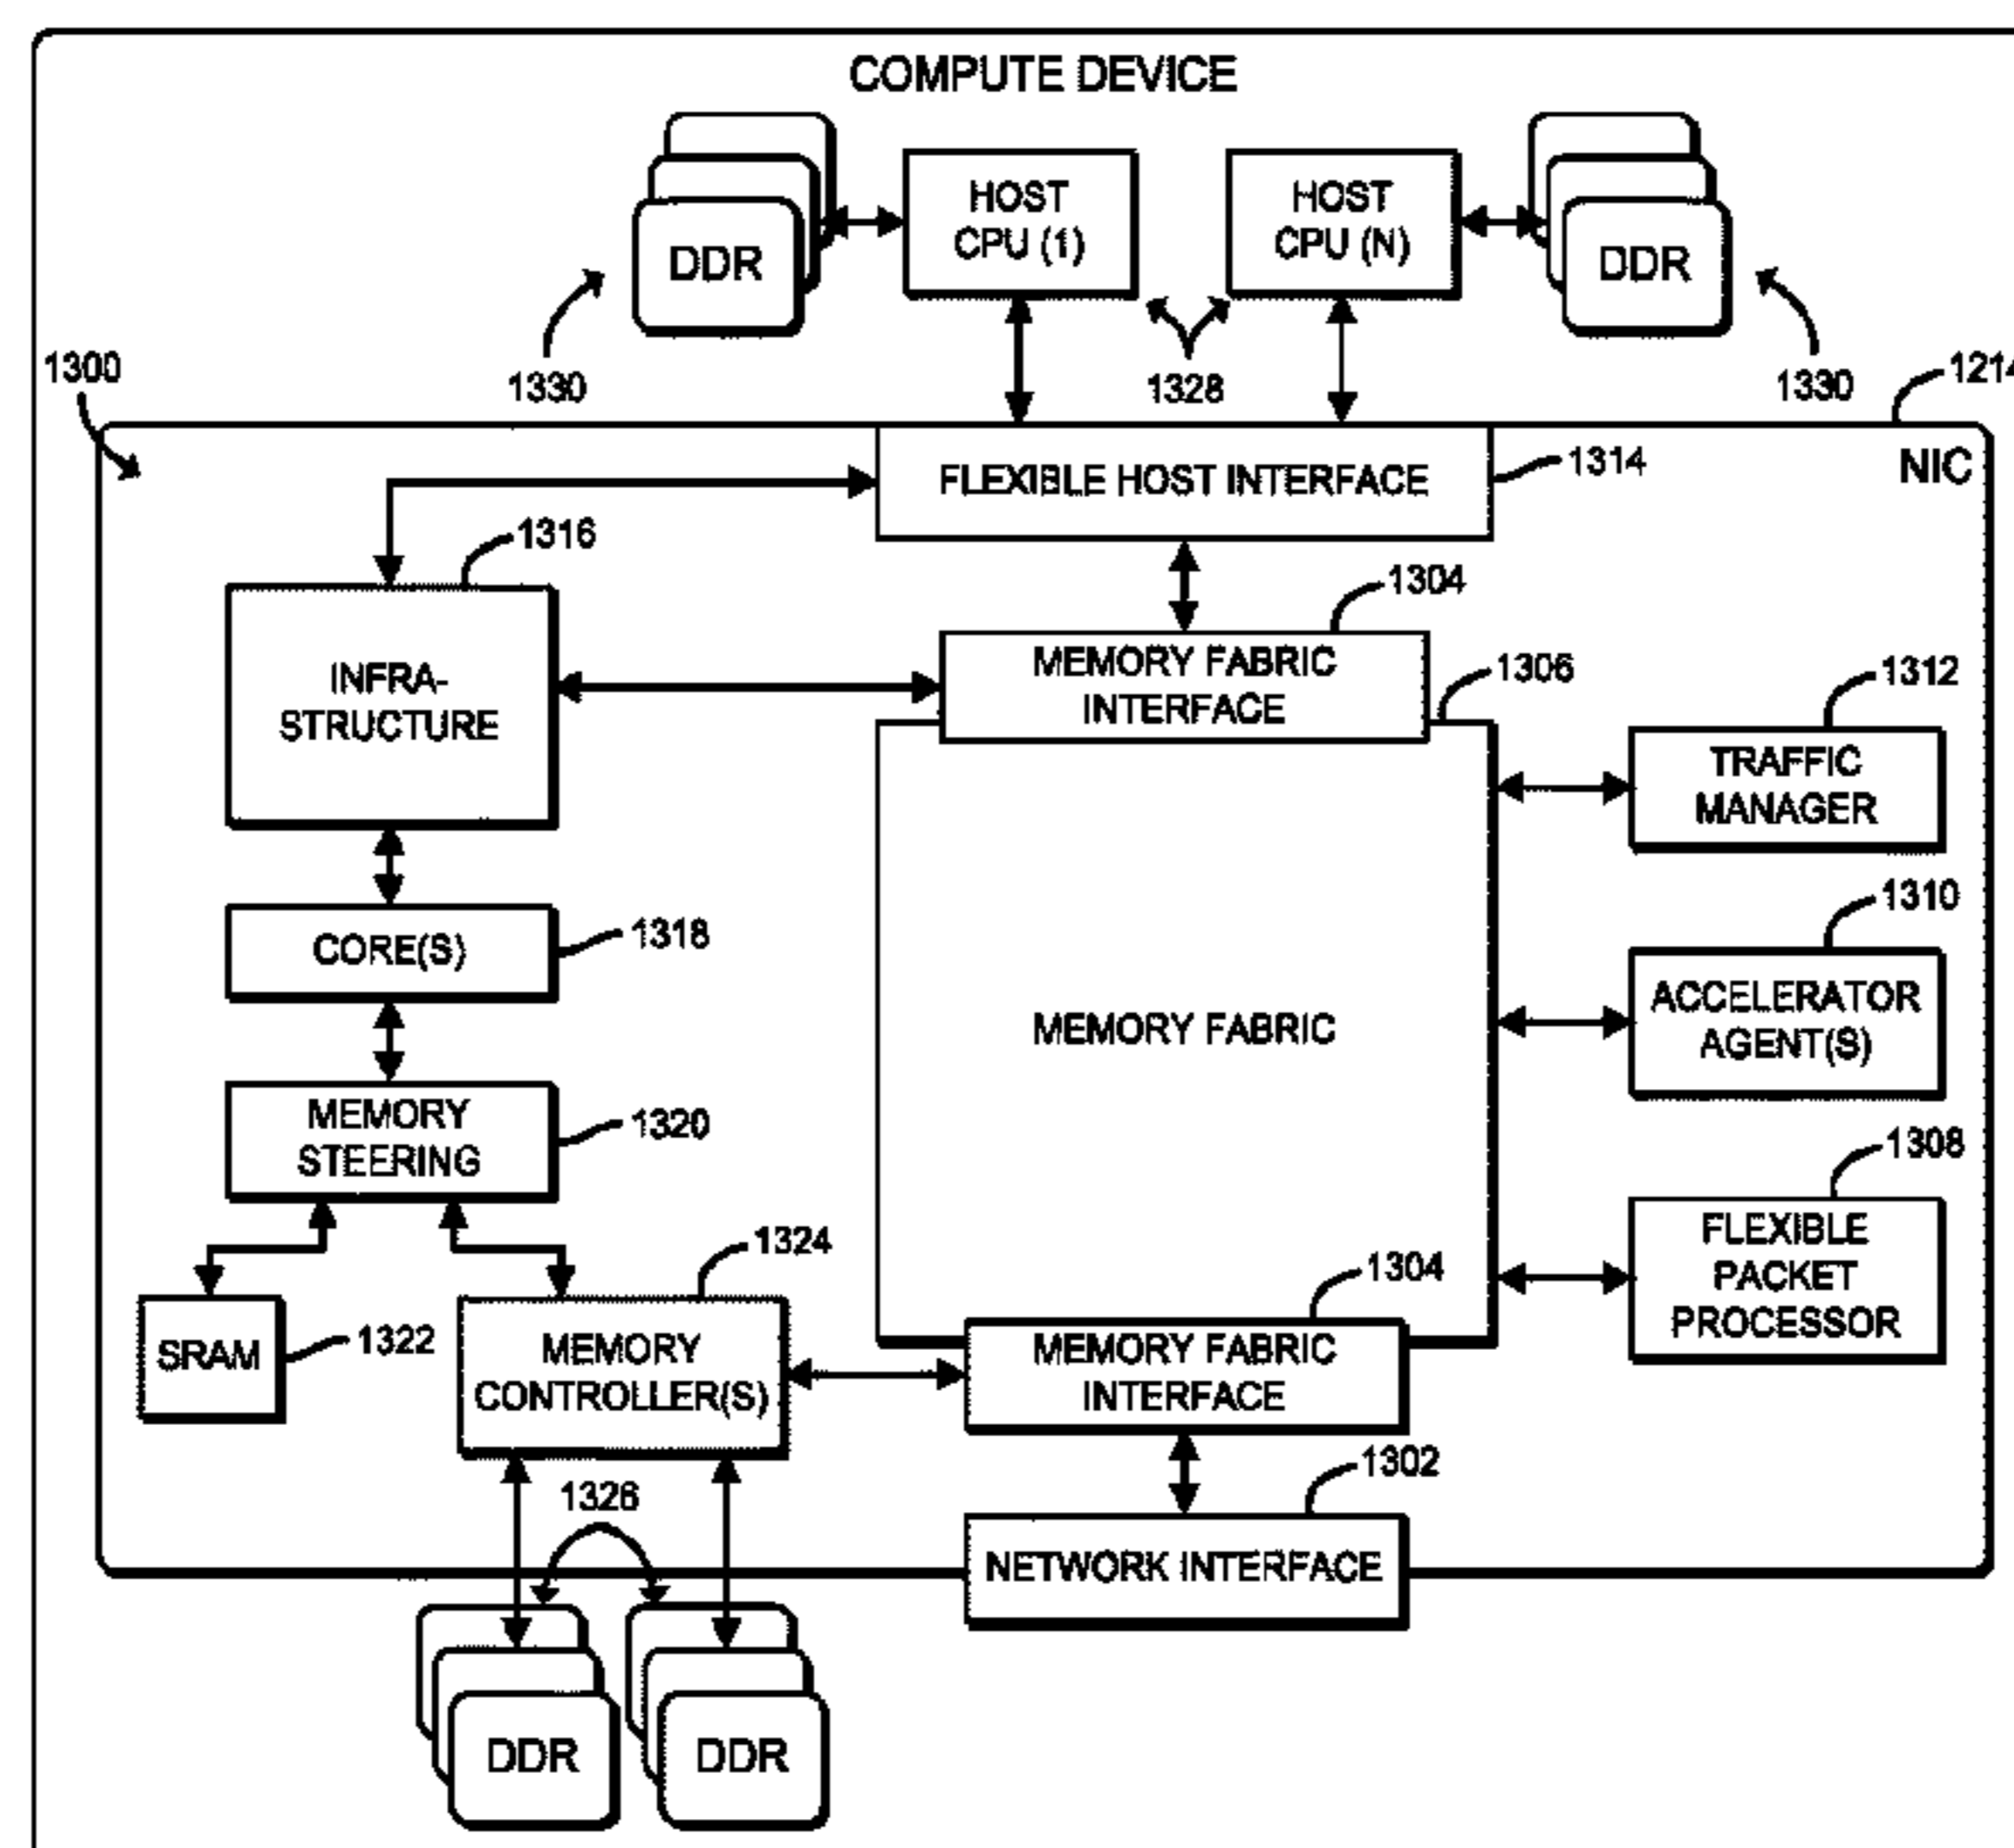 COMPUTE DEVICE
DDR
HOST
CPU (1)
HOST
CPU (N)
DDR
1300
1330
1328
1330
1214
FLEXIBLE HOST INTERFACE
1314
NIC
1316
1304
INFRA-
STRUCTURE
MEMORY FABRIC
INTERFACE
1306
1312
TRAFFIC
MANAGER
CORE(S)
1318
1310
MEMORY FABRIC
ACCELERATOR
AGENT(S)
MEMORY
STEERING
1320
1308
FLEXIBLE
PACKET
PROCESSOR
1324
1304
SRAM
1322
MEMORY
CONTROLLER(S)
MEMORY FABRIC
INTERFACE
1326
1302
NETWORK INTERFACE
DDR
DDR